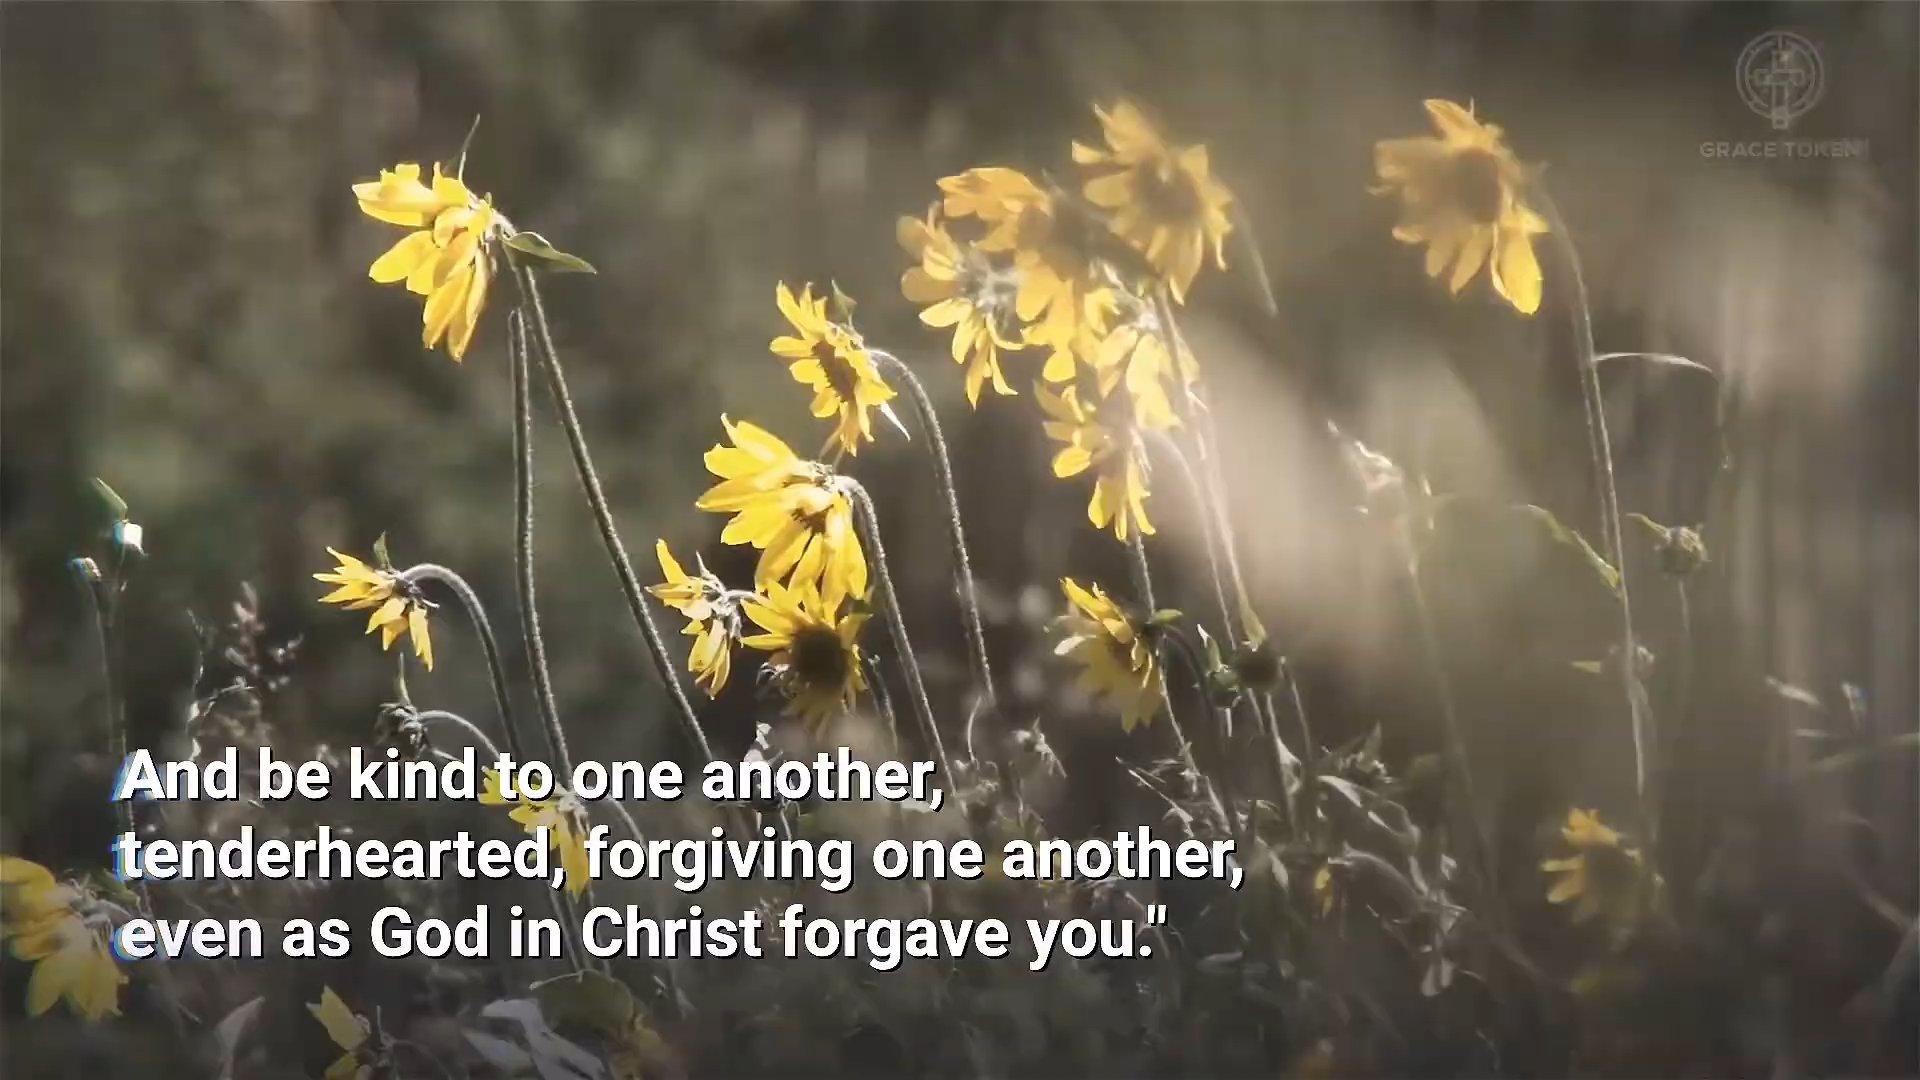 GRACE TOKEN
And be kind to one another,
tenderhearted, forgiving one another,
even as God in Christ forgave you."